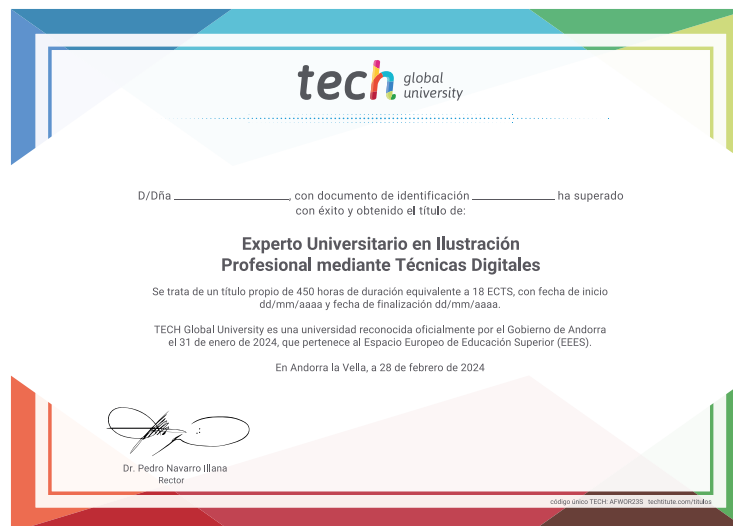 tech global
university
D/Dña ____________________, con documento de identificación ______________ ha superado
con éxito y obtenido el título de:
Experto Universitario en Ilustración
Profesional mediante Técnicas Digitales
Se trata de un título propio de 450 horas de duración equivalente a 18 ECTS, con fecha de inicio
dd/mm/aaaa y fecha de finalización dd/mm/aaaa.
TECH Global University es una universidad reconocida oficialmente por el Gobierno de Andorra
el 31 de enero de 2024, que pertenece al Espacio Europeo de Educación Superior (EEES).
En Andorra la Vella, a 28 de febrero de 2024
Dr. Pedro Navarro Illana
Rector
código único TECH: AFWOR23S techtitute.com/titulos